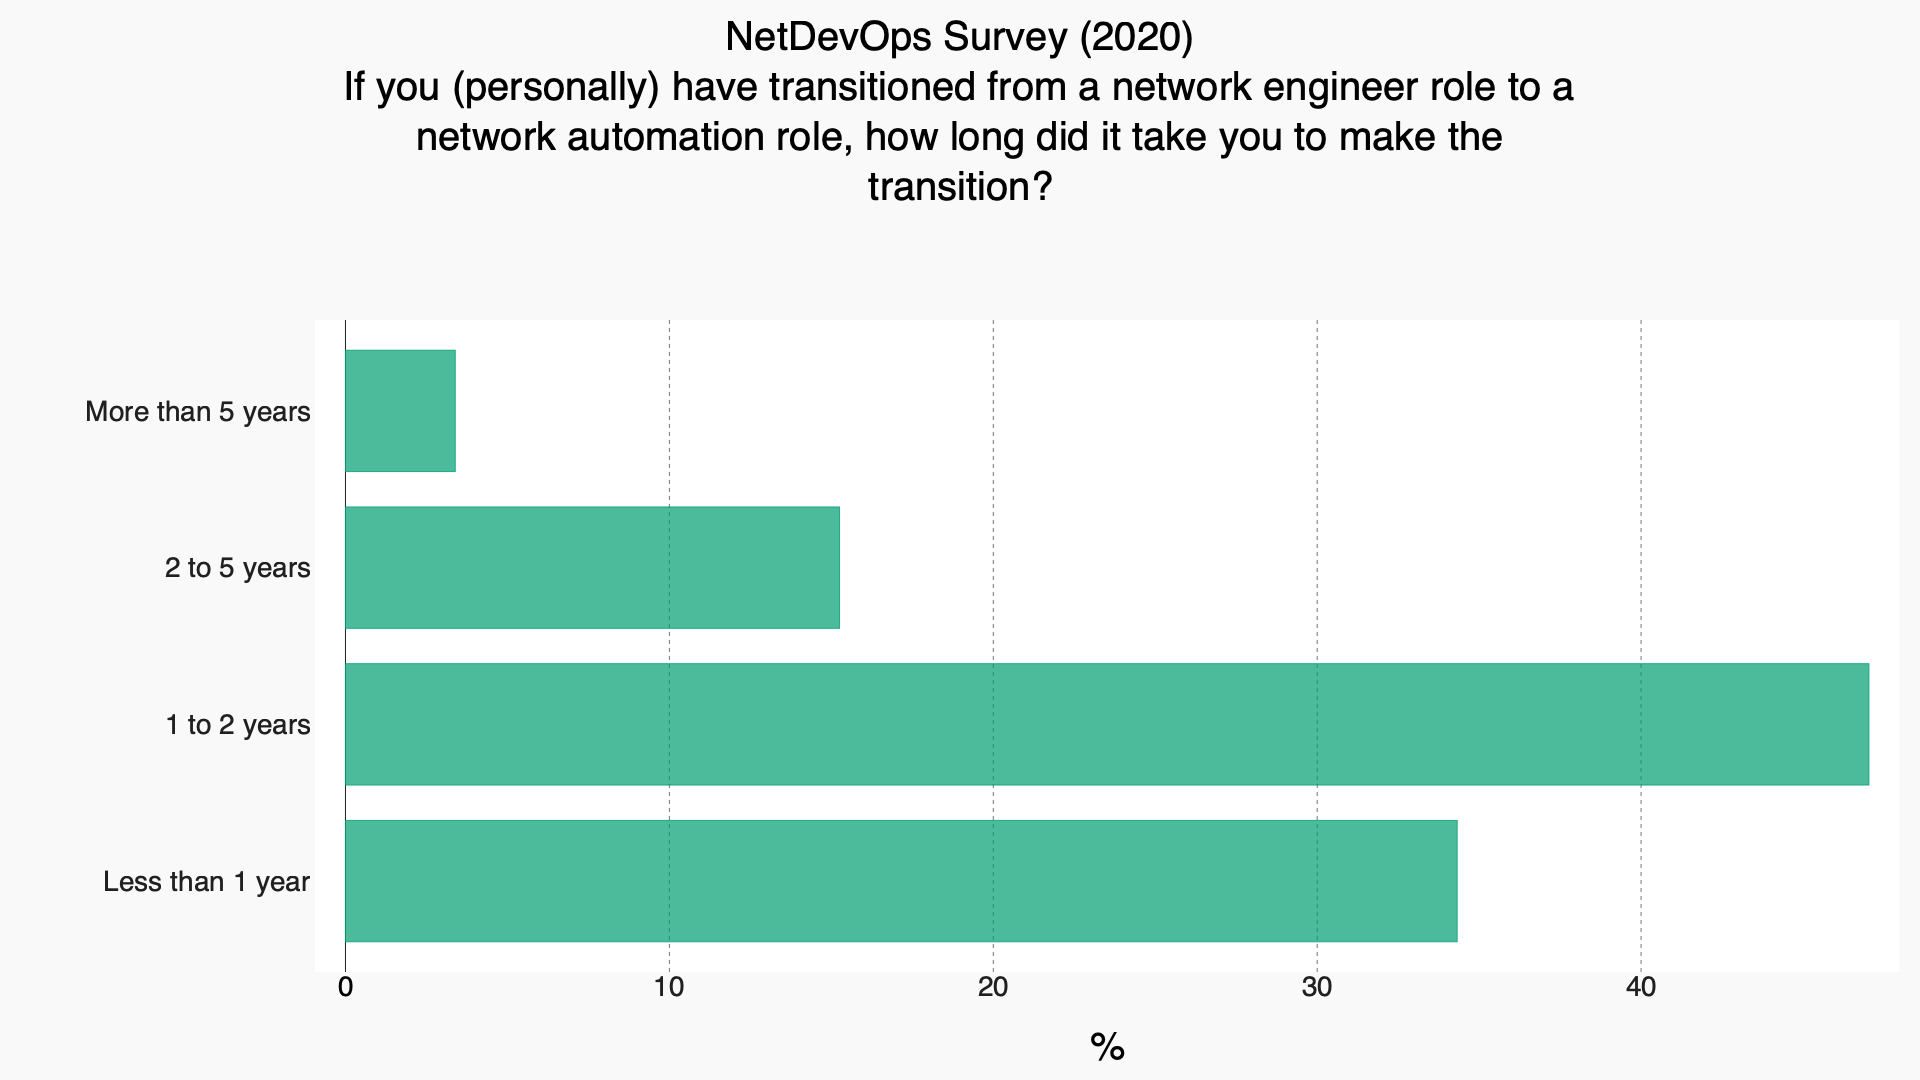 NetDevOps Survey (2020)
If you (personally) have transitioned from a network engineer role to a
network automation role, how long did it take you to make the
transition?
More than 5 years
2 to 5 years
1 to 2 years
Less than 1 year
0 10 20 30 40
%